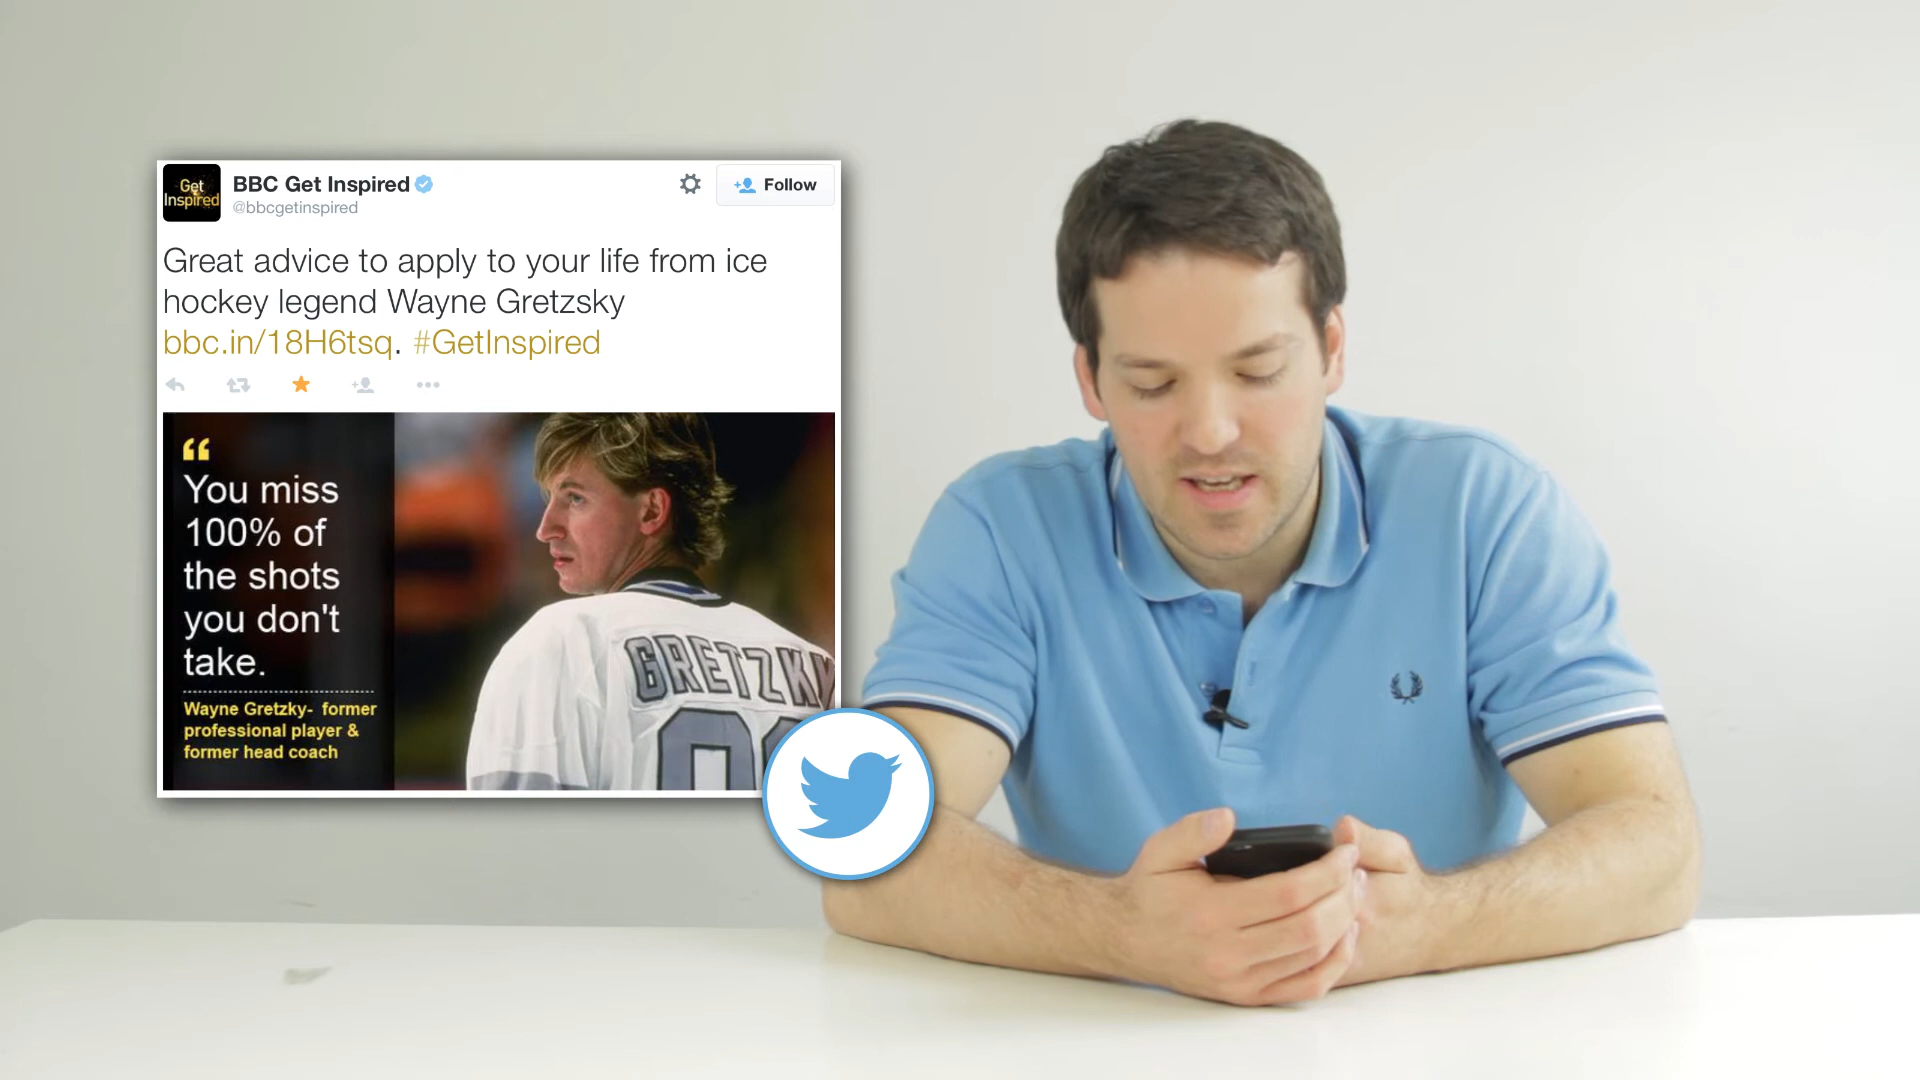 Get
Inspired
BBC Get Inspired
@bbcgetinspired
Follow
Great advice to apply to your life from ice
hockey legend Wayne Gretzsky
bbc.in/18H6tsq. #GetInspired
“
You miss
100% of
the shots
you don't
take.
Wayne Gretzky- former
professional player &
former head coach
GRETZKY